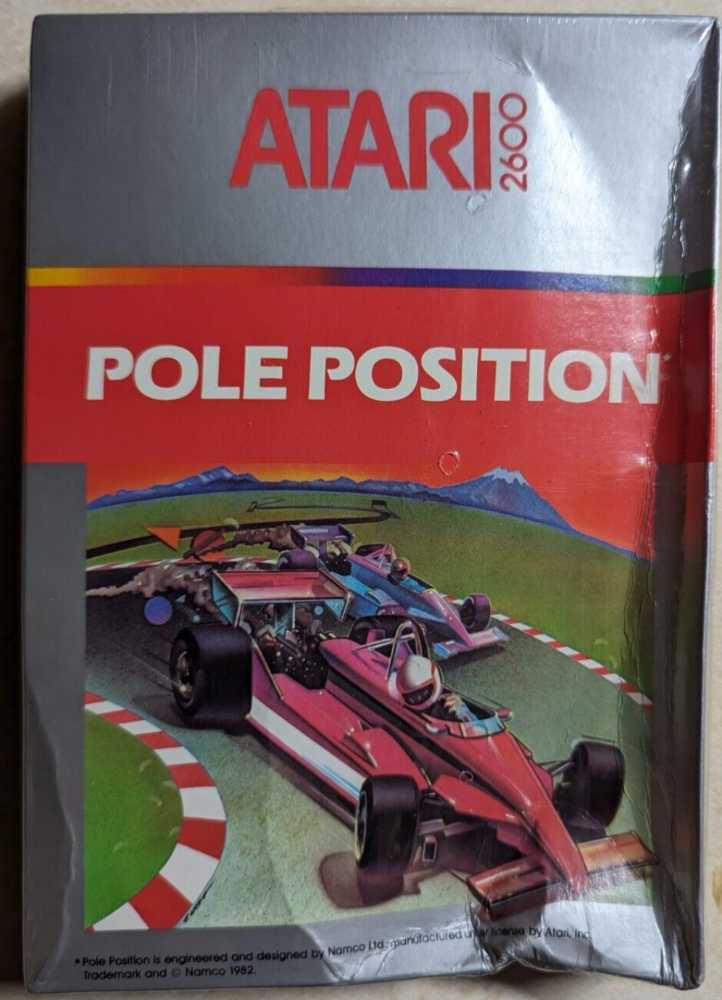 ATARI 2600
POLE POSITION*
*Pole Position is engineered and designed by Namco Ltd., manufactured under license by Atari, Inc.
Trademark and © Namco 1982.